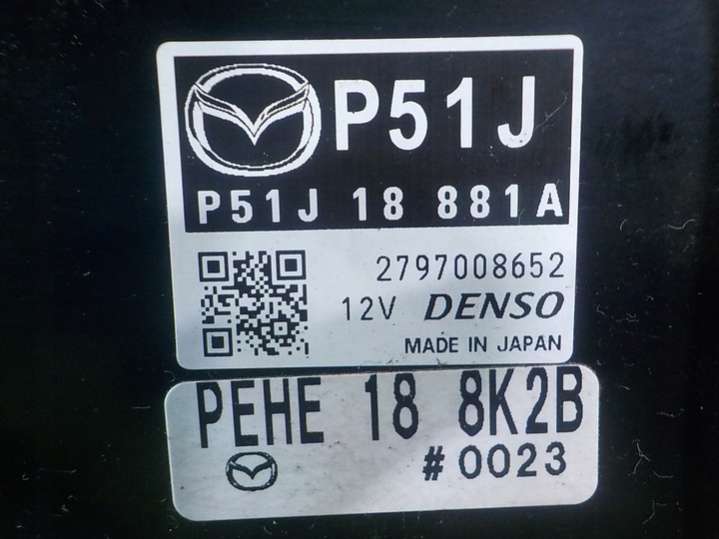 P51J
P51J 18 881A
2797008652
12V DENSO
MADE IN JAPAN
PEHE 18 8K2B
#0023